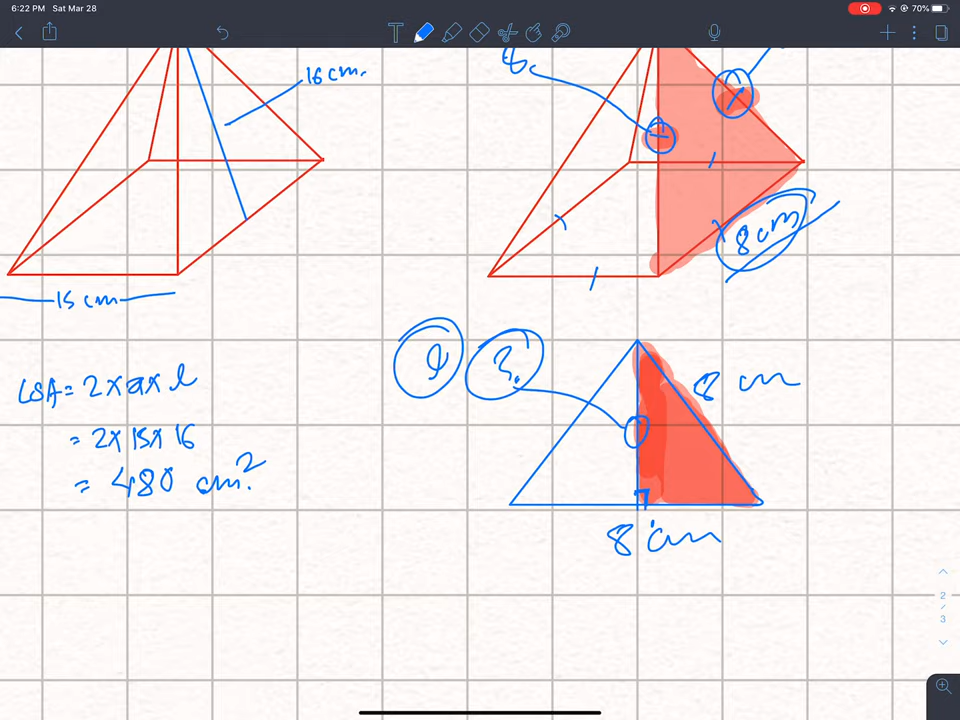 6:22 PM Sat Mar 28
70%
T
16 cm.
15 cm
8 cm
LSA = 2 x a x l
= 2 x 15 x 16
= 480 cm².
l
?
8 cm
8 cm
2
/
3